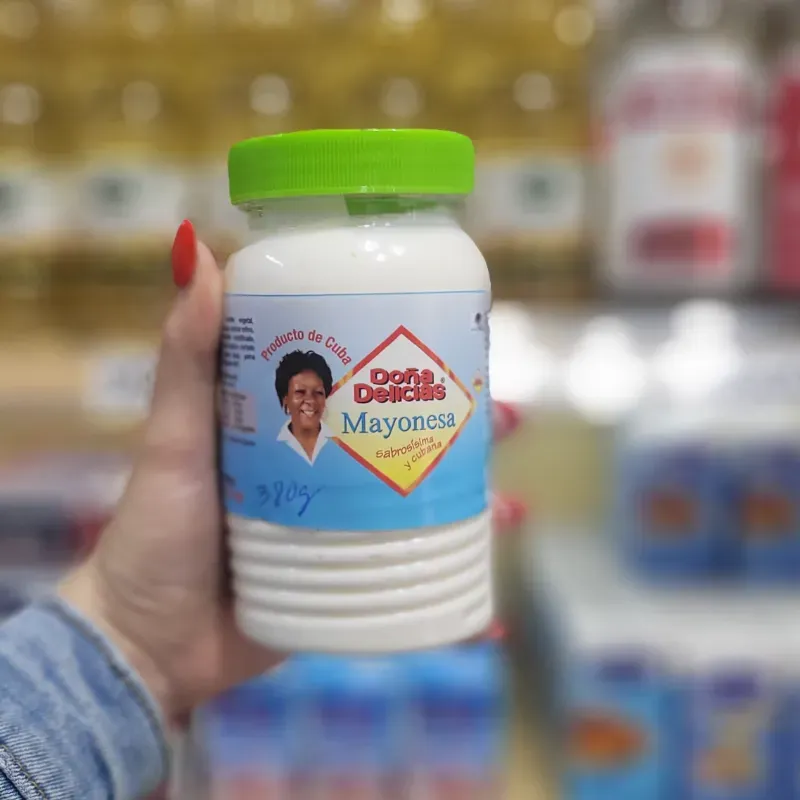 Producto de Cuba
Doña
Delicias®
Mayonesa
sabrosísima
y cubana
380g